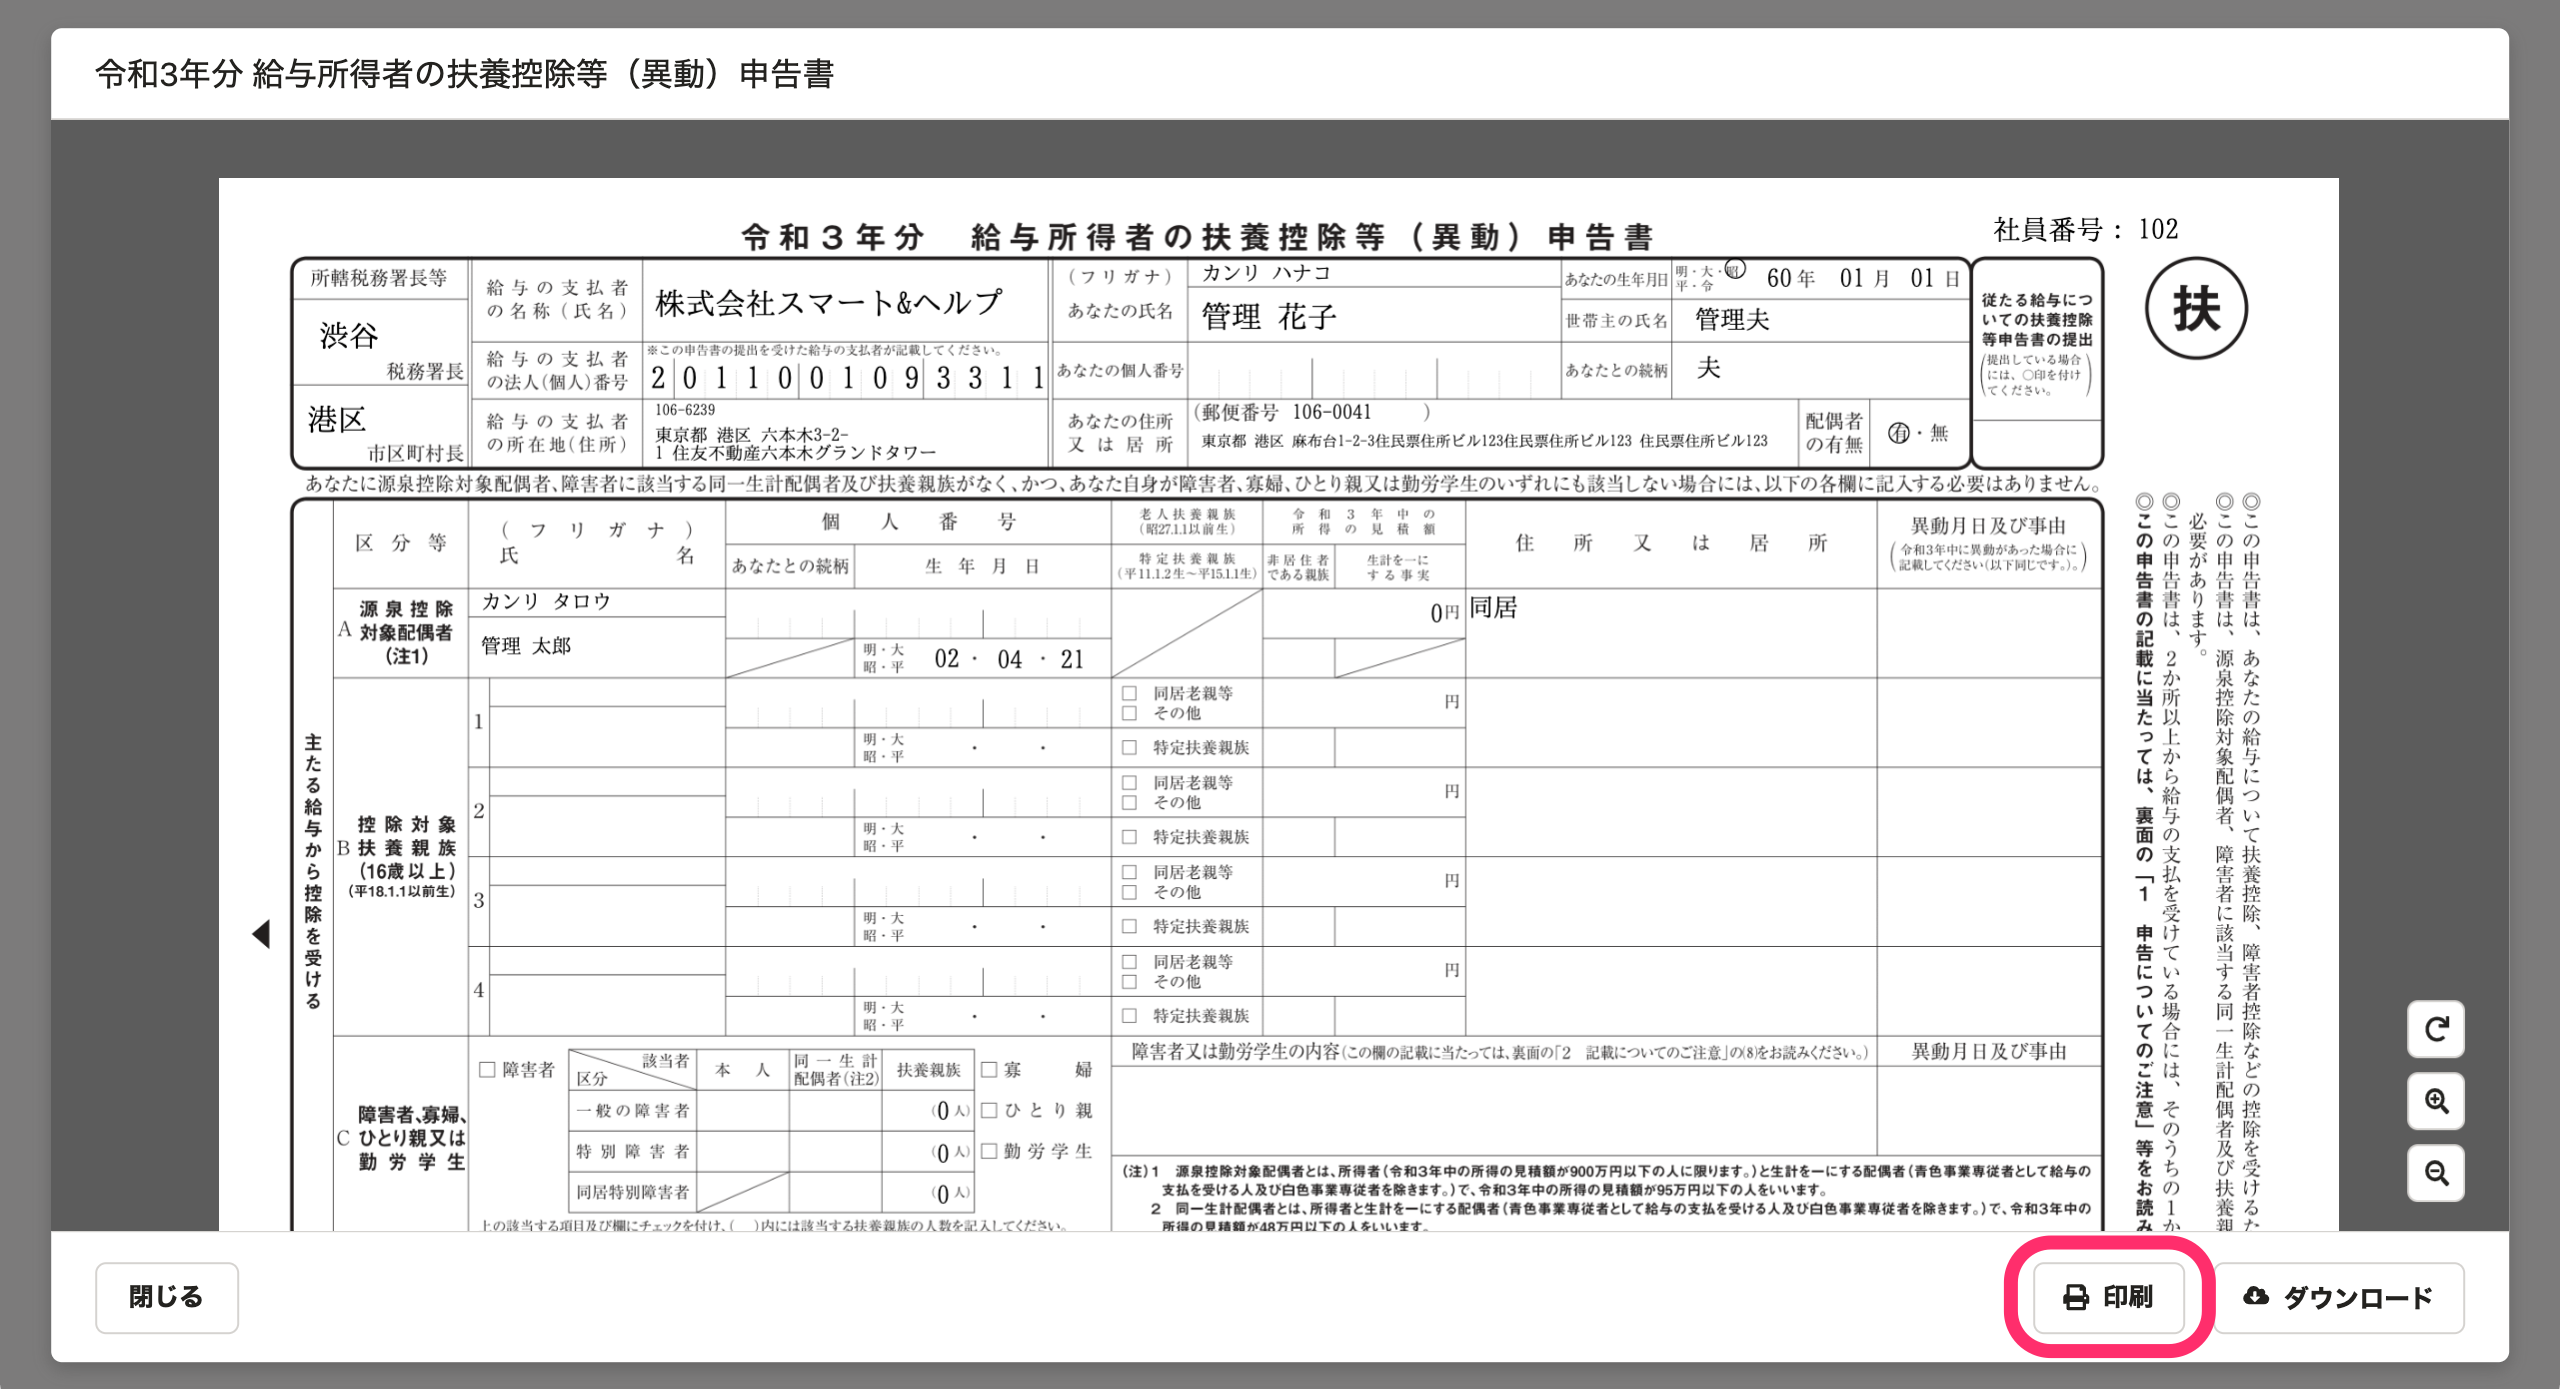 令和3年分 給与所得者の扶養控除等（異動）申告書
令和3年分 給与所得者の扶養控除等（異動）申告書
社員番号： 102
扶
所轄税務署長等
渋谷
税務署長
港区
市区町村長
給与の支払者
の名称（氏名）
株式会社スマート&ヘルプ
給与の支払者
の法人（個人）番号
※この申告書の提出を受けた給与の支払者が記載してください。
2011001093311
給与の支払者
の所在地（住所）
106-6239
東京都 港区 六本木3-2-
1 住友不動産六本木グランドタワー
（フリガナ）
カンリ ハナコ
あなたの氏名
管理 花子
あなたの個人番号
あなたの住所
又は居所
（郵便番号 106-0041 ）
東京都 港区 麻布台1-2-3住民票住所ビル123住民票住所ビル123 住民票住所ビル123
あなたの生年月日
明・大・昭
平・令
60年 01月 01日
世帯主の氏名
管理夫
あなたとの続柄
夫
配偶者
の有無
有・無
従たる給与につ
いての扶養控除
等申告書の提出
（提出している場合
には、○印を付け
てください。）
あなたに源泉控除対象配偶者、障害者に該当する同一生計配偶者及び扶養親族がなく、かつ、あなた自身が障害者、寡婦、ひとり親又は勤労学生のいずれにも該当しない場合には、以下の各欄に記入する必要はありません。
主たる給与から控除を受ける
区分等
（フリガナ）
氏名
個人番号
あなたとの続柄
生年月日
老人扶養親族
（昭27.1.1以前生）
特定扶養親族
（平11.1.2生～平15.1.1生）
令和3年中の
所得の見積額
非居住者
である親族
生計を一に
する事実
住所又は居所
異動月日及び事由
（令和3年中に異動があった場合に
記載してください（以下同じです。）。）
A
源泉控除
対象配偶者
（注1）
カンリ タロウ
管理 太郎
明・大
昭・平
02・04・21
0円
同居
B
控除対象
扶養親族
（16歳以上）
（平18.1.1以前生）
1
明・大
昭・平
・ ・
□ 同居老親等
□ その他
□ 特定扶養親族
円
2
明・大
昭・平
・ ・
□ 同居老親等
□ その他
□ 特定扶養親族
円
3
明・大
昭・平
・ ・
□ 同居老親等
□ その他
□ 特定扶養親族
円
4
明・大
昭・平
・ ・
□ 同居老親等
□ その他
□ 特定扶養親族
円
C
障害者、寡婦、
ひとり親又は
勤労学生
□ 障害者
該当者
区分
本人
同一生計
配偶者（注2）
扶養親族
一般の障害者
（0人）
特別障害者
（0人）
同居特別障害者
（0人）
□ 寡婦
□ ひとり親
□ 勤労学生
上の該当する項目及び欄にチェックを付け、（ ）内には該当する扶養親族の人数を記入してください。
障害者又は勤労学生の内容（この欄の記載に当たっては、裏面の「2 記載についてのご注意」の(8)をお読みください。）
異動月日及び事由
（注）1 源泉控除対象配偶者とは、所得者（令和3年中の所得の見積額が900万円以下の人に限ります。）と生計を一にする配偶者（青色事業専従者として給与の
支払を受ける人及び白色事業専従者を除きます。）で、令和3年中の所得の見積額が95万円以下の人をいいます。
2 同一生計配偶者とは、所得者と生計を一にする配偶者（青色事業専従者として給与の支払を受ける人及び白色事業専従者を除きます。）で、令和3年中の
所得の見積額が48万円以下の人をいいます。
◎この申告書は、あなたの給与について扶養控除、障害者控除などの控除を受けるた
◎この申告書は、源泉控除対象配偶者、障害者に該当する同一生計配偶者及び扶養親
必要があります。
◎この申告書は、2か所以上から給与の支払を受けている場合には、そのうちの1か
◎この申告書の記載に当たっては、裏面の「1 申告についてのご注意」等をお読み
閉じる
印刷
ダウンロード